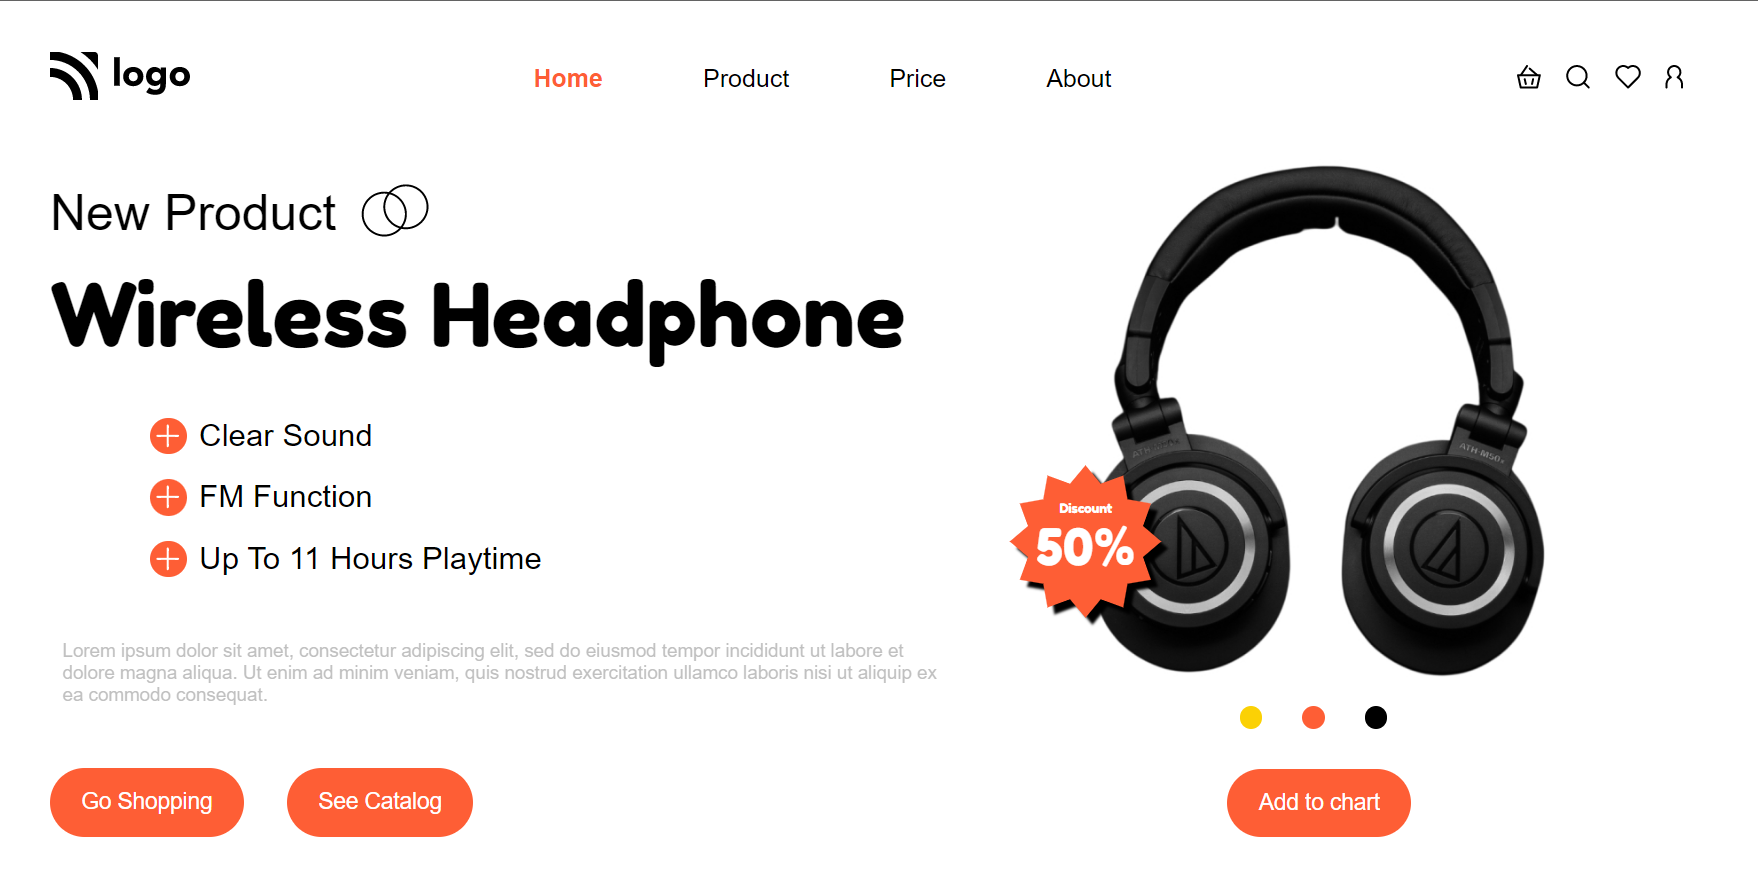 logo
Home
Product
Price
About
New Product
Wireless Headphone
Clear Sound
FM Function
Up To 11 Hours Playtime
Lorem ipsum dolor sit amet, consectetur adipiscing elit, sed do eiusmod tempor incididunt ut labore et
dolore magna aliqua. Ut enim ad minim veniam, quis nostrud exercitation ullamco laboris nisi ut aliquip ex
ea commodo consequat.
Go Shopping
See Catalog
ATH-M50x
Discount
50%
Add to chart